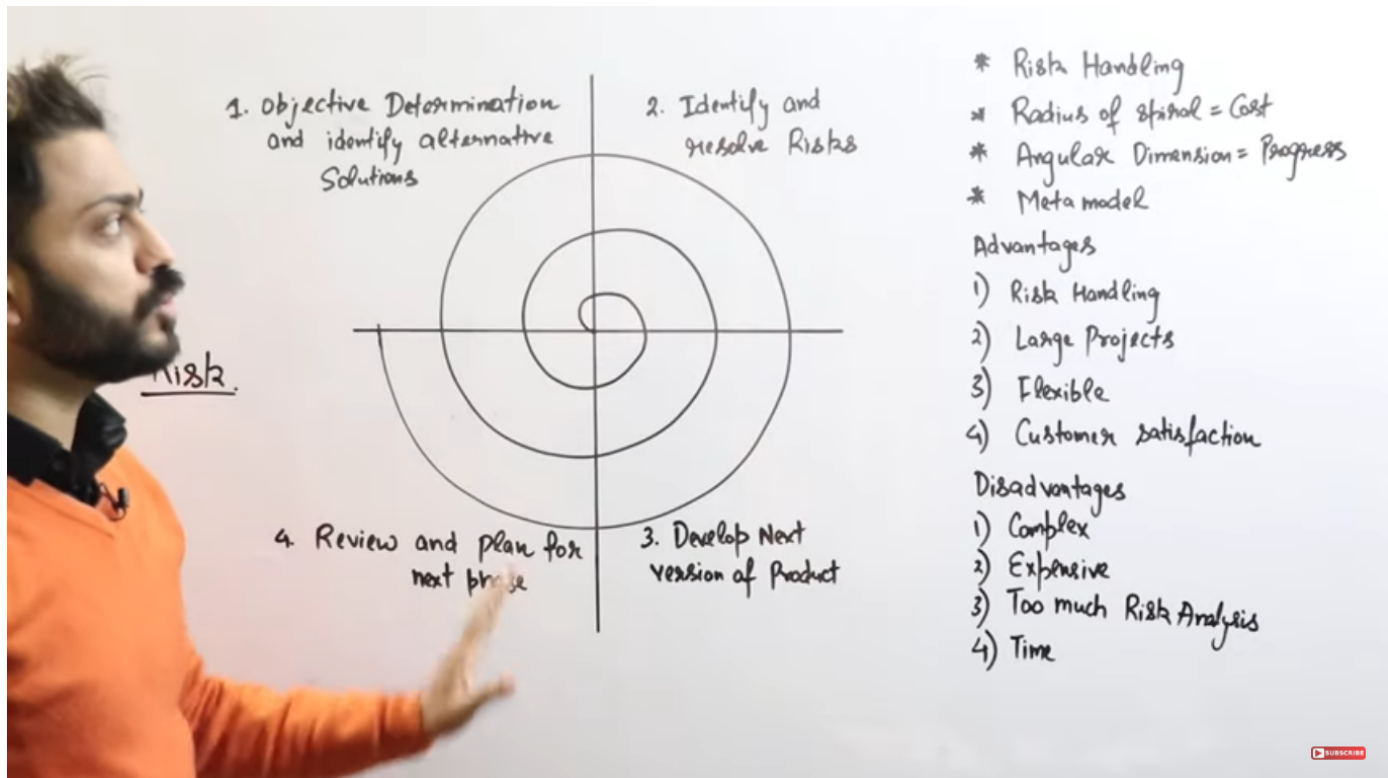 1. Objective Determination
and identify alternative
Solutions
2. Identify and
resolve Risks
Risk.
4. Review and plan for
next phase
3. Develop Next
version of Product
* Risk Handling
* Radius of spiral = Cost
* Angular Dimension = Progress
* Meta model
Advantages
1) Risk Handling
2) Large Projects
3) Flexible
4) Customer satisfaction
Disadvantages
1) Complex
2) Expensive
3) Too much Risk Analysis
4) Time
SUBSCRIBE